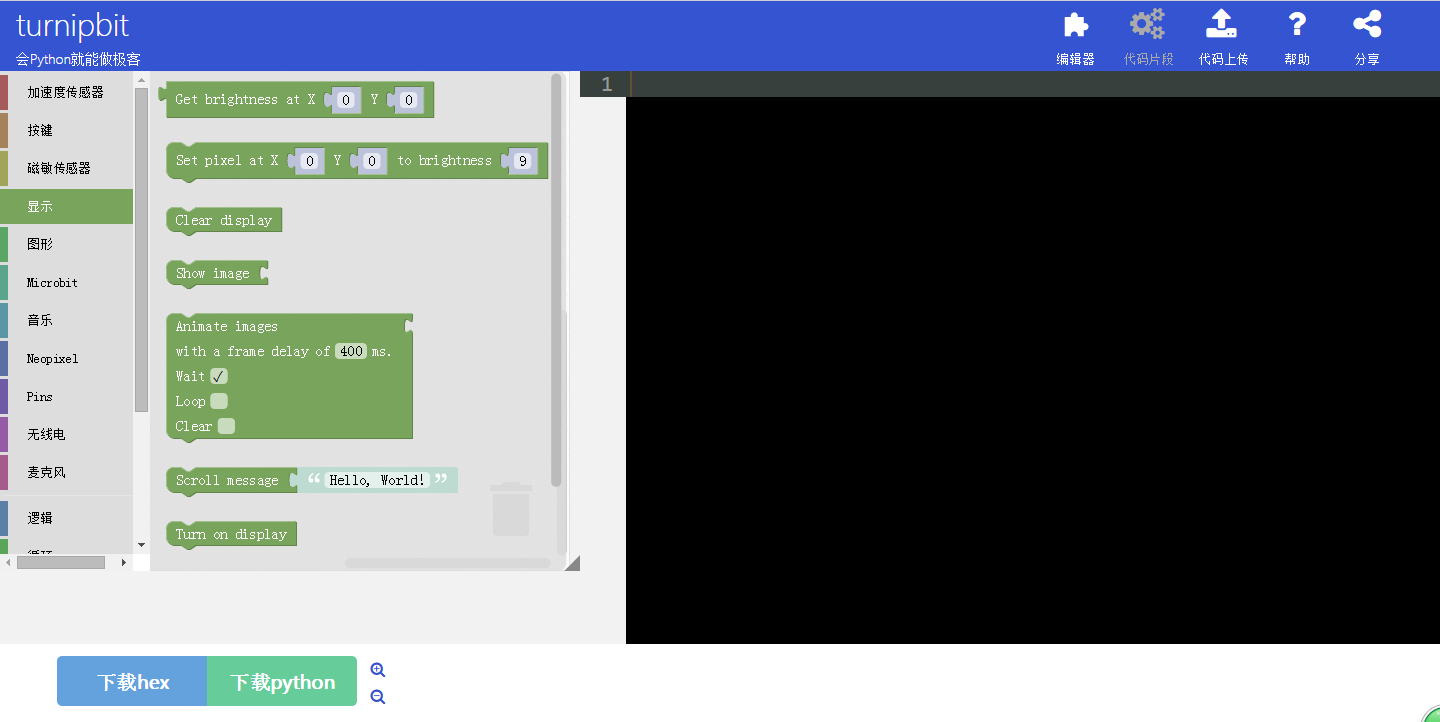 turnipbit
会Python就能做极客
编辑器
代码片段
代码上传
帮助
分享
加速度传感器
按键
磁敏传感器
显示
图形
Microbit
音乐
Neopixel
Pins
无线电
麦克风
逻辑
循环
Get brightness at X 0 Y 0
Set pixel at X 0 Y 0 to brightness 9
Clear display
Show image
Animate images
with a frame delay of 400 ms.
Wait ✓
Loop
Clear
Scroll message “ Hello, World! ”
Turn on display
1
下载hex
下载python